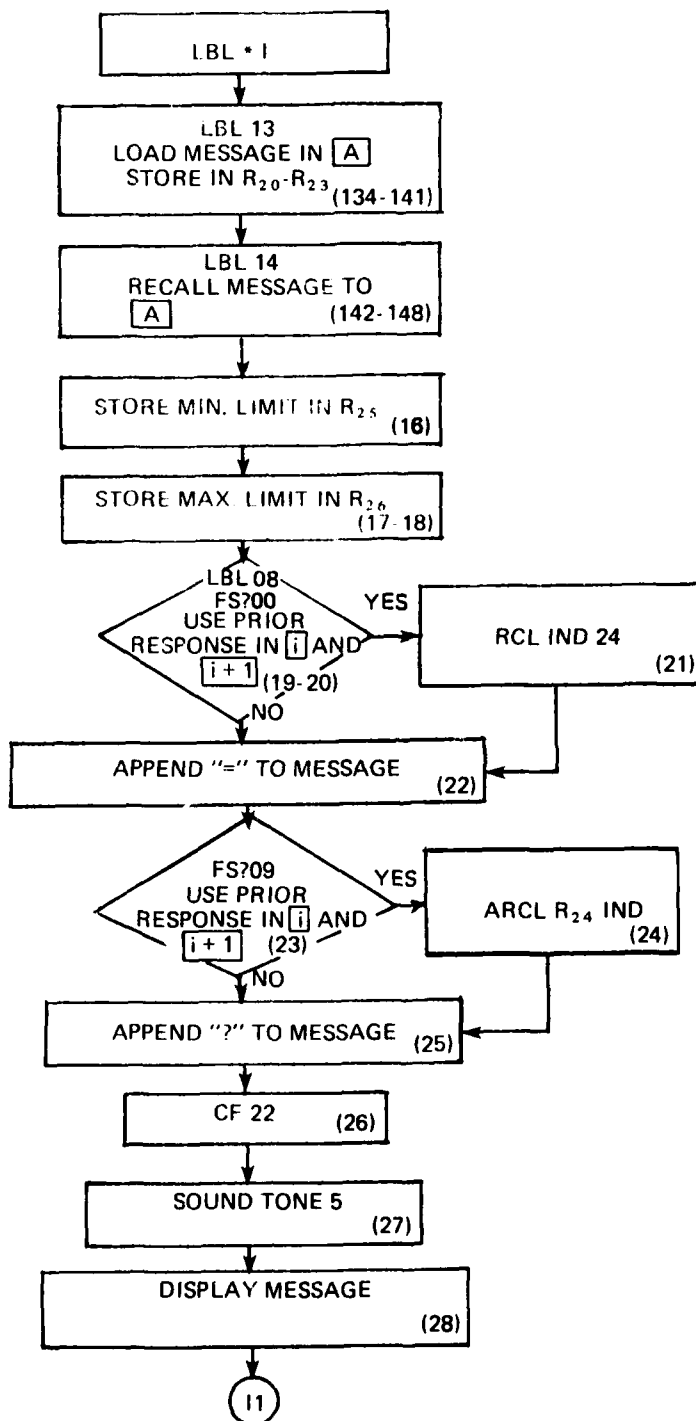 LBL * I
LBL 13
LOAD MESSAGE IN A
STORE IN R20-R23
(134-141)
LBL 14
RECALL MESSAGE TO
A
(142-148)
STORE MIN. LIMIT IN R25
(16)
STORE MAX. LIMIT IN R26
(17-18)
LBL 08
FS?00
USE PRIOR
RESPONSE IN i AND
i + 1
(19-20)
YES
RCL IND 24
(21)
NO
APPEND "=" TO MESSAGE
(22)
FS?09
USE PRIOR
RESPONSE IN i AND
i + 1 (23)
YES
ARCL R24 IND
(24)
NO
APPEND "?" TO MESSAGE
(25)
CF 22
(26)
SOUND TONE 5
(27)
DISPLAY MESSAGE
(28)
I1